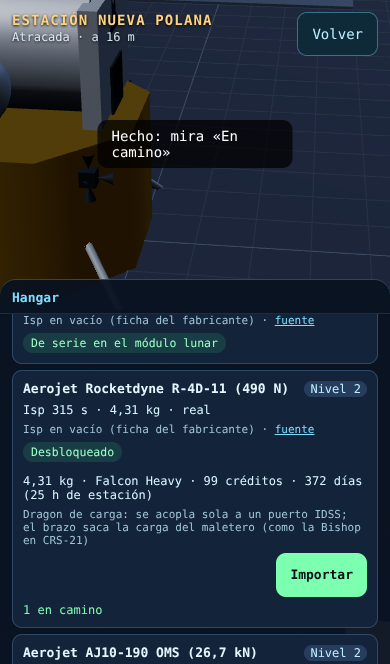 ESTACIÓN NUEVA POLANA
Atracada · a 16 m
Volver
Hecho: mira «En
camino»
Hangar
Isp en vacío (ficha del fabricante) · fuente
De serie en el módulo lunar
Aerojet Rocketdyne R-4D-11 (490 N)
Nivel 2
Isp 315 s · 4,31 kg · real
Isp en vacío (ficha del fabricante) · fuente
Desbloqueado
4,31 kg · Falcon Heavy · 99 créditos · 372 días
(25 h de estación)
Dragon de carga: se acopla sola a un puerto IDSS;
el brazo saca la carga del maletero (como la Bishop
en CRS-21)
Importar
1 en camino
Aerojet AJ10-190 OMS (26,7 kN)
Nivel 2